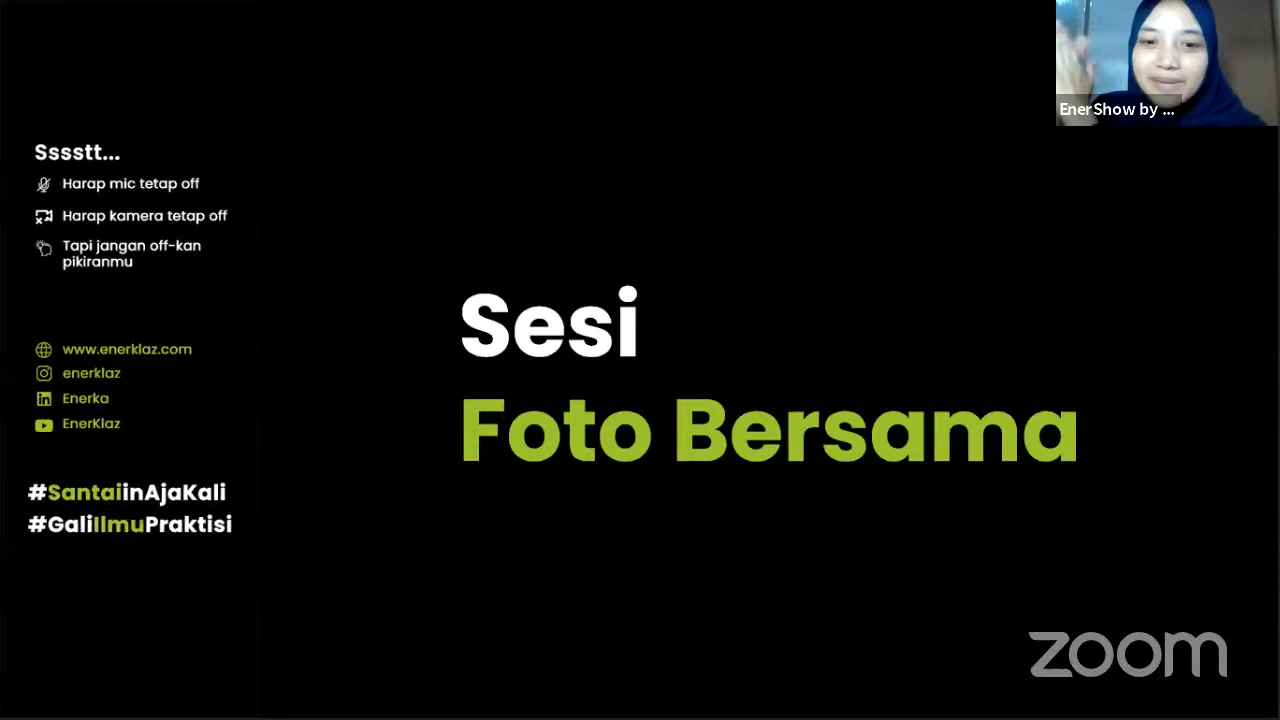 EnerShow by ...
Sssstt...
Harap mic tetap off
Harap kamera tetap off
Tapi jangan off-kan
pikiranmu
www.enerklaz.com
enerklaz
Enerka
EnerKlaz
#SantaiinAjaKali
#GaliIlmuPraktisi
Sesi
Foto Bersama
zoom